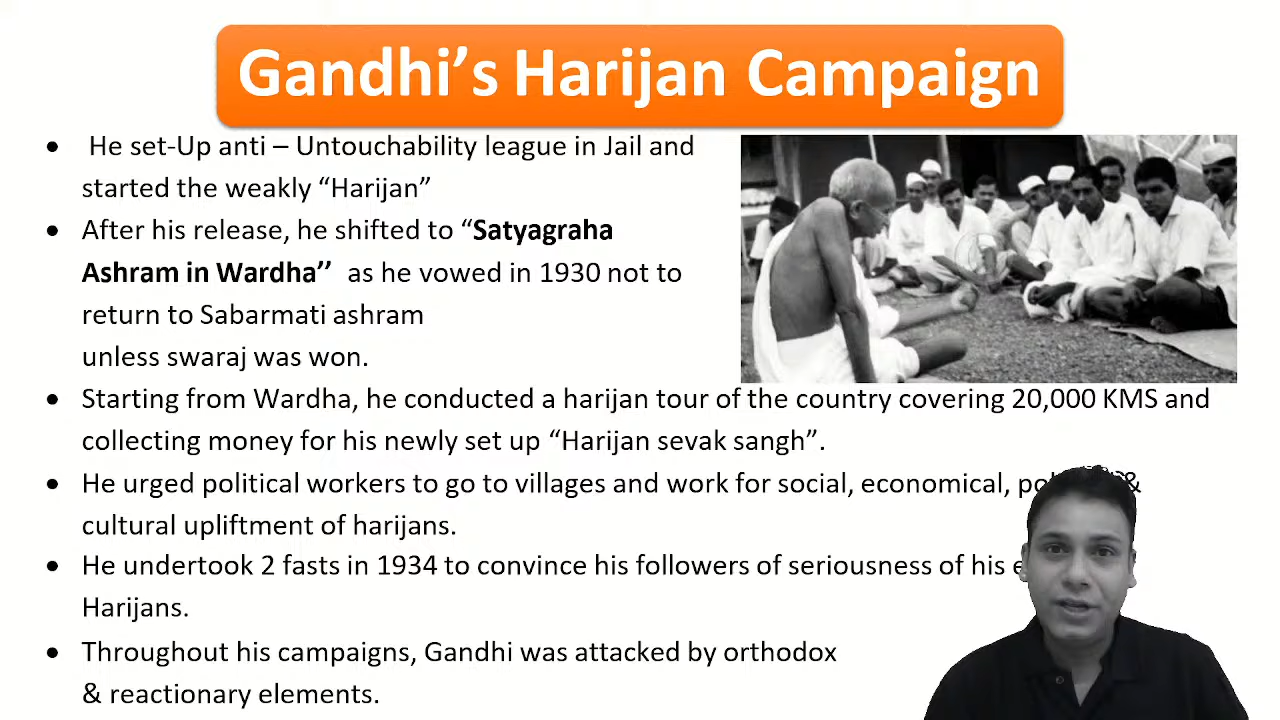 Gandhi’s Harijan Campaign
• He set-Up anti – Untouchability league in Jail and
started the weakly “Harijan”
• After his release, he shifted to “Satyagraha
Ashram in Wardha’’ as he vowed in 1930 not to
return to Sabarmati ashram
unless swaraj was won.
• Starting from Wardha, he conducted a harijan tour of the country covering 20,000 KMS and
collecting money for his newly set up “Harijan sevak sangh”.
• He urged political workers to go to villages and work for social, economical, &
cultural upliftment of harijans.
• He undertook 2 fasts in 1934 to convince his followers of seriousness of his
Harijans.
• Throughout his campaigns, Gandhi was attacked by orthodox
& reactionary elements.